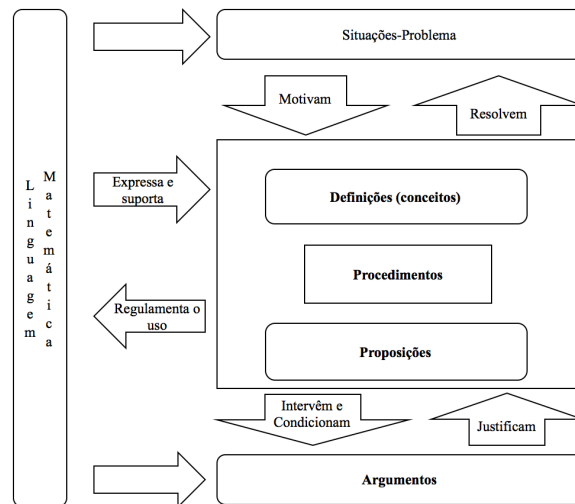 Situações-Problema
Motivam
Resolvem
Linguagem
Matemática
Expressa e
suporta
Definições (conceitos)
Procedimentos
Regulamenta o
uso
Proposições
Intervêm e
Condicionam
Justificam
Argumentos